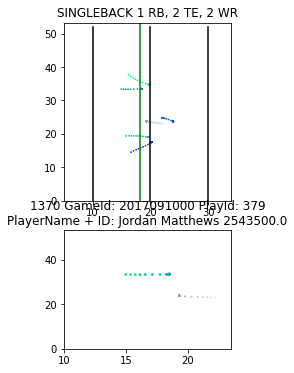 SINGLEBACK 1 RB, 2 TE, 2 WR
50
40
30
20
10
0
10 20 30
1370 GameId: 2017091000 PlayId: 379
PlayerName + ID: Jordan Matthews 2543500.0
40
20
0
10 15 20